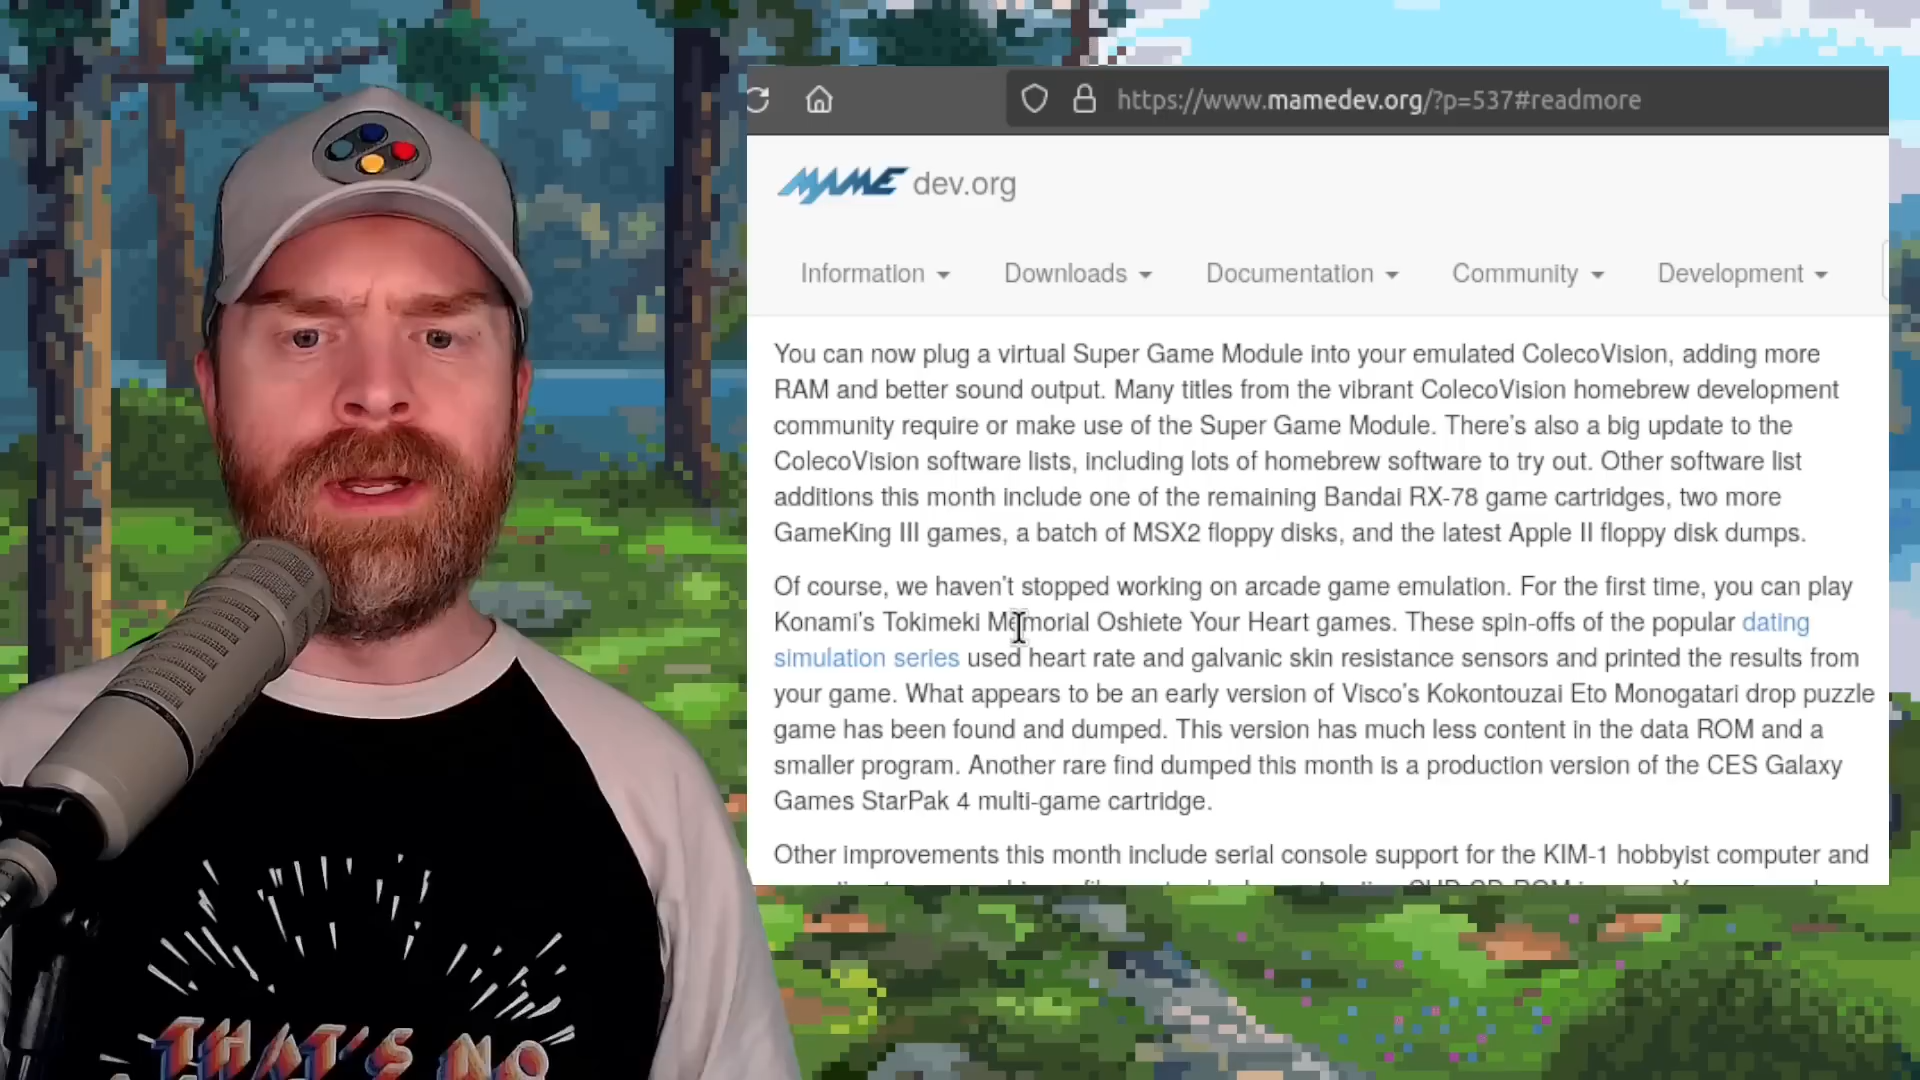 https://www.mamedev.org/?p=537#readmore
MAME dev.org
Information Downloads Documentation Community Development
You can now plug a virtual Super Game Module into your emulated ColecoVision, adding more
RAM and better sound output. Many titles from the vibrant ColecoVision homebrew development
community require or make use of the Super Game Module. There’s also a big update to the
ColecoVision software lists, including lots of homebrew software to try out. Other software list
additions this month include one of the remaining Bandai RX-78 game cartridges, two more
GameKing III games, a batch of MSX2 floppy disks, and the latest Apple II floppy disk dumps.
Of course, we haven’t stopped working on arcade game emulation. For the first time, you can play
Konami’s Tokimeki Memorial Oshiete Your Heart games. These spin-offs of the popular dating
simulation series used heart rate and galvanic skin resistance sensors and printed the results from
your game. What appears to be an early version of Visco’s Kokontouzai Eto Monogatari drop puzzle
game has been found and dumped. This version has much less content in the data ROM and a
smaller program. Another rare find dumped this month is a production version of the CES Galaxy
Games StarPak 4 multi-game cartridge.
Other improvements this month include serial console support for the KIM-1 hobbyist computer and
THAT'S NO